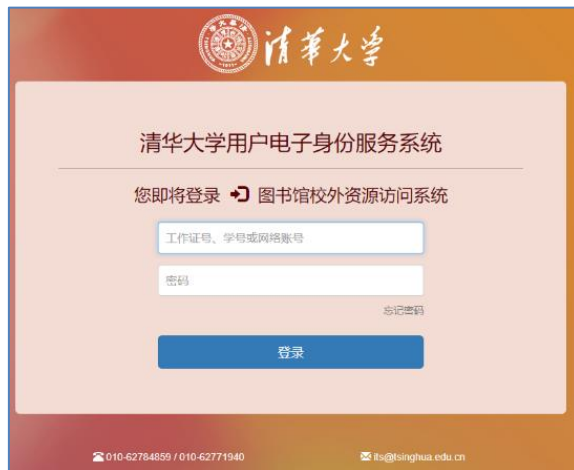 清华大学
清华大学用户电子身份服务系统
您即将登录 图书馆校外资源访问系统
工作证号、学号或网络账号
密码
忘记密码
登录
010-62784859 / 010-62771940 its@tsinghua.edu.cn